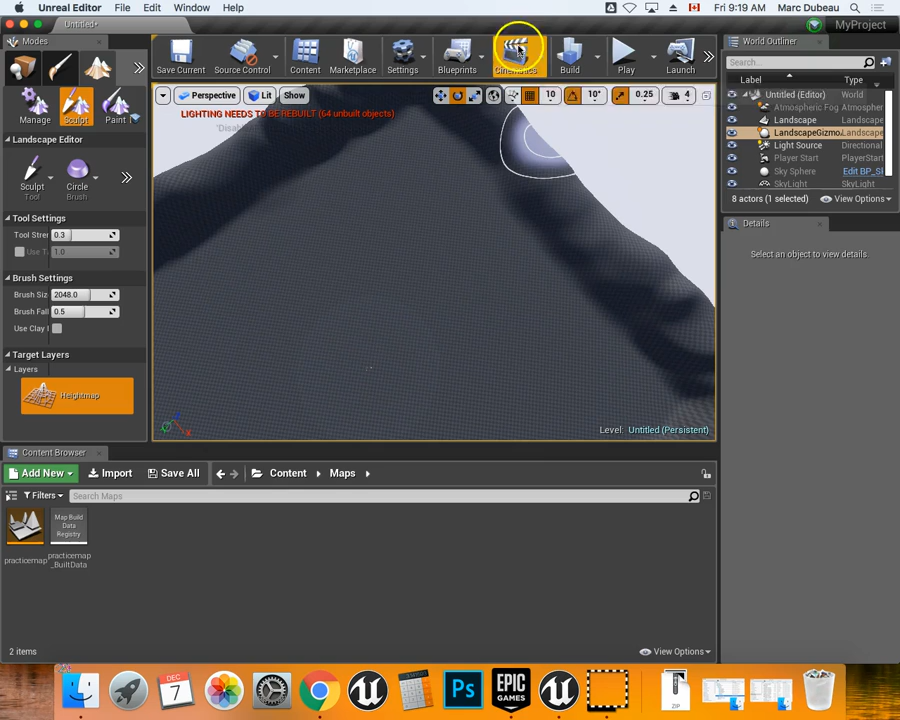 Unreal Editor File Edit Window Help Fri 9:19 AM Marc Dubeau
Untitled* MyProject
Modes
Save Current Source Control Content Marketplace Settings Blueprints Cinematics Build Play Launch
World Outliner
Search...
Label Type
Untitled (Editor) World
Atmospheric Fog Atmospher
Landscape Landscape
LandscapeGizmo Landscape
Light Source Directional
Player Start PlayerStart
Sky Sphere Edit BP_Sl
SkyLight SkyLight
8 actors (1 selected) View Options
Details
Select an object to view details.
Manage Sculpt Paint
Landscape Editor
Sculpt Circle
Tool Brush
Tool Settings
Tool Stren 0.3
Use T 1.0
Brush Settings
Brush Siz 2048.0
Brush Fall 0.5
Use Clay
Target Layers
Layers
Heightmap
Perspective Lit Show 10 10° 0.25 4
LIGHTING NEEDS TO BE REBUILT (64 unbuilt objects)
Level: Untitled (Persistent)
Content Browser
Add New Import Save All Content Maps
Filters Search Maps
Map Build
Data
Registry
practicemap practicemap
_BuiltData
2 items View Options
DEC
7
Ps
EPIC
GAMES
ZIP